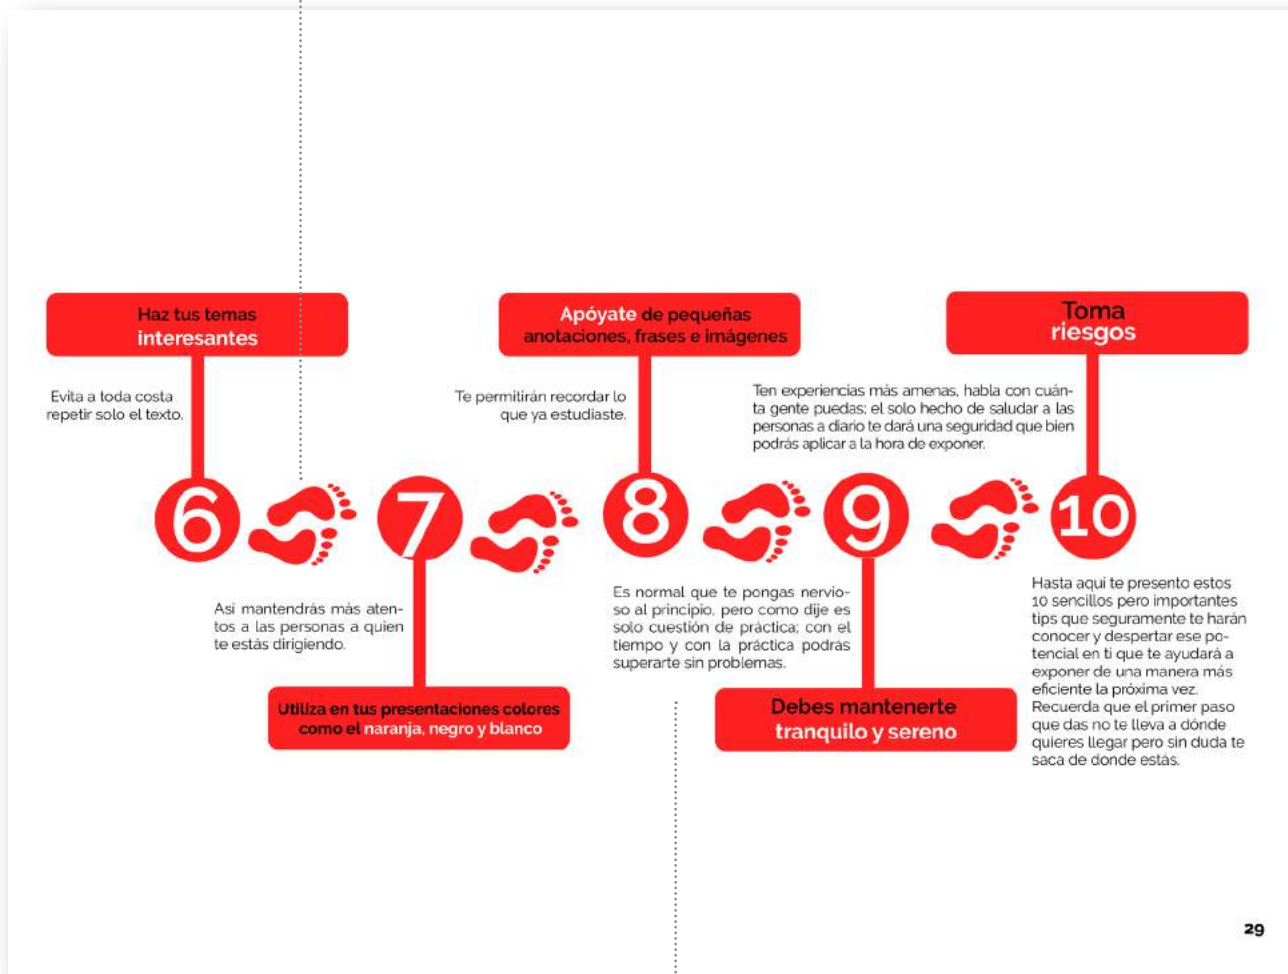 Haz tus temas
interesantes
Evita a toda costa
repetir solo el texto.
6
7
Así mantendrás más aten-
tos a las personas a quien
te estás dirigiendo.
Utiliza en tus presentaciones colores
como el naranja, negro y blanco
Apóyate de pequeñas
anotaciones, frases e imágenes
Te permitirán recordar lo
que ya estudiaste.
8
9
Es normal que te pongas nervio-
so al principio, pero como dije es
solo cuestión de práctica; con el
tiempo y con la práctica podrás
superarte sin problemas.
Debes mantenerte
tranquilo y sereno
Toma
riesgos
Ten experiencias más amenas, habla con cuán-
ta gente puedas; el solo hecho de saludar a las
personas a diario te dará una seguridad que bien
podrás aplicar a la hora de exponer.
10
Hasta aquí te presento estos
10 sencillos pero importantes
tips que seguramente te harán
conocer y despertar ese po-
tencial en ti que te ayudará a
exponer de una manera más
eficiente la próxima vez.
Recuerda que el primer paso
que das no te lleva a dónde
quieres llegar pero sin duda te
saca de donde estás.
29